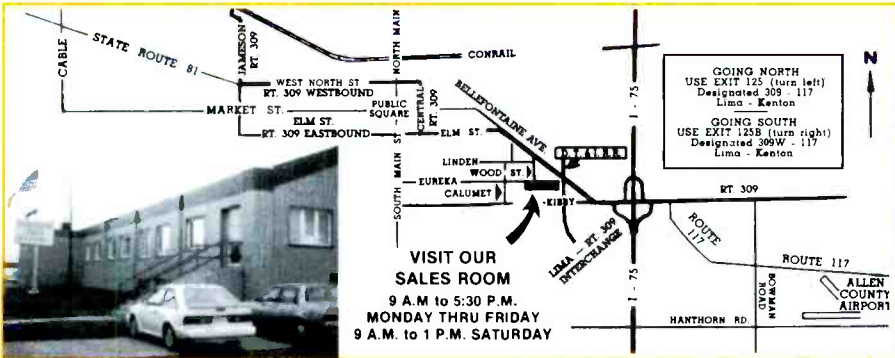 CABLE
STATE ROUTE 81
JAMESON
RT. 309
NORTH MAIN
CONRAIL
WEST NORTH ST
RT. 309 WESTBOUND
MARKET ST.
PUBLIC
SQUARE
CENTRAL
RT. 309
ELM ST.
RT. 309 EASTBOUND
ELM ST.
BELLEFONTAINE AVE
D.T.&I.R.R.
LINDEN
WOOD ST.
EUREKA
CALUMET
SOUTH MAIN ST
KIBBY
I - 75
GOING NORTH
USE EXIT 125 (turn left)
Designated 309 - 117
Lima - Kenton
GOING SOUTH
USE EXIT 125B (turn right)
Designated 309W - 117
Lima - Kenton
N
RT. 309
LIMA - RT. 309
INTERCHANGE
ROUTE
117
ROUTE 117
BOWMAN
ROAD
ALLEN
COUNTY
AIRPORT
HANTHORN RD.
I - 75
VISIT OUR
SALES ROOM
9 A.M to 5:30 P.M.
MONDAY THRU FRIDAY
9 A.M. to 1 P.M. SATURDAY